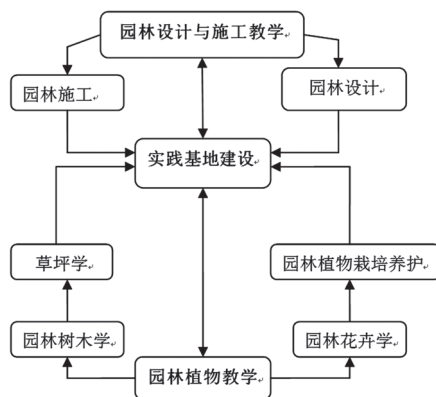 园林设计与施工教学
园林施工
园林设计
实践基地建设
草坪学
园林植物栽培养护
园林树木学
园林花卉学
园林植物教学